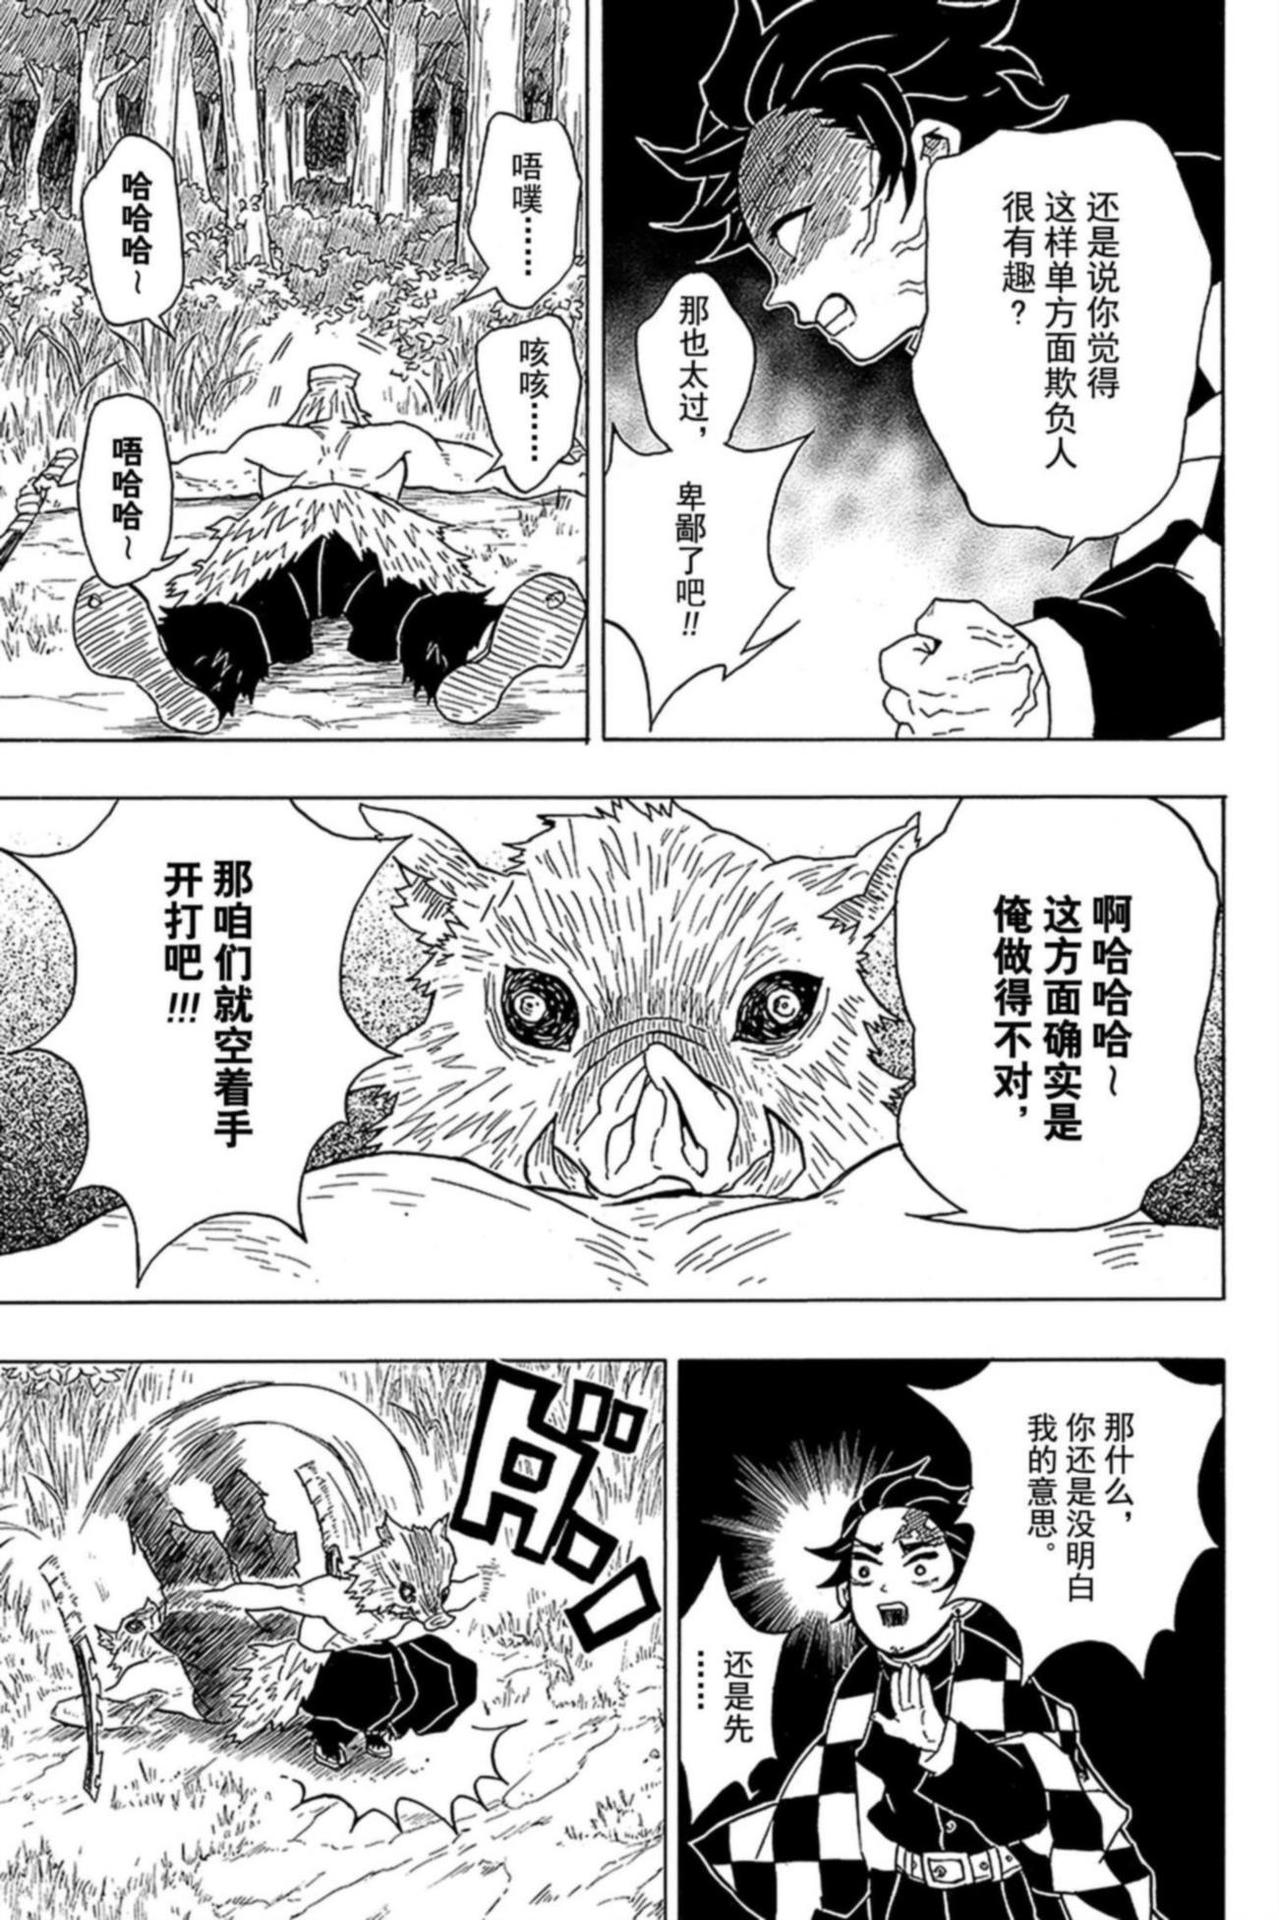 还是说你觉得
这样单方面欺负人
很有趣？
那也太过，
卑鄙了吧!!
唔噗……
咳咳……
哈哈哈~
唔哈哈~
啊哈哈哈~
这方面确实是
俺做得不对，
那咱们就空着手
开打吧!!!
那什么，
你还是没明白
我的意思。
还是先
……